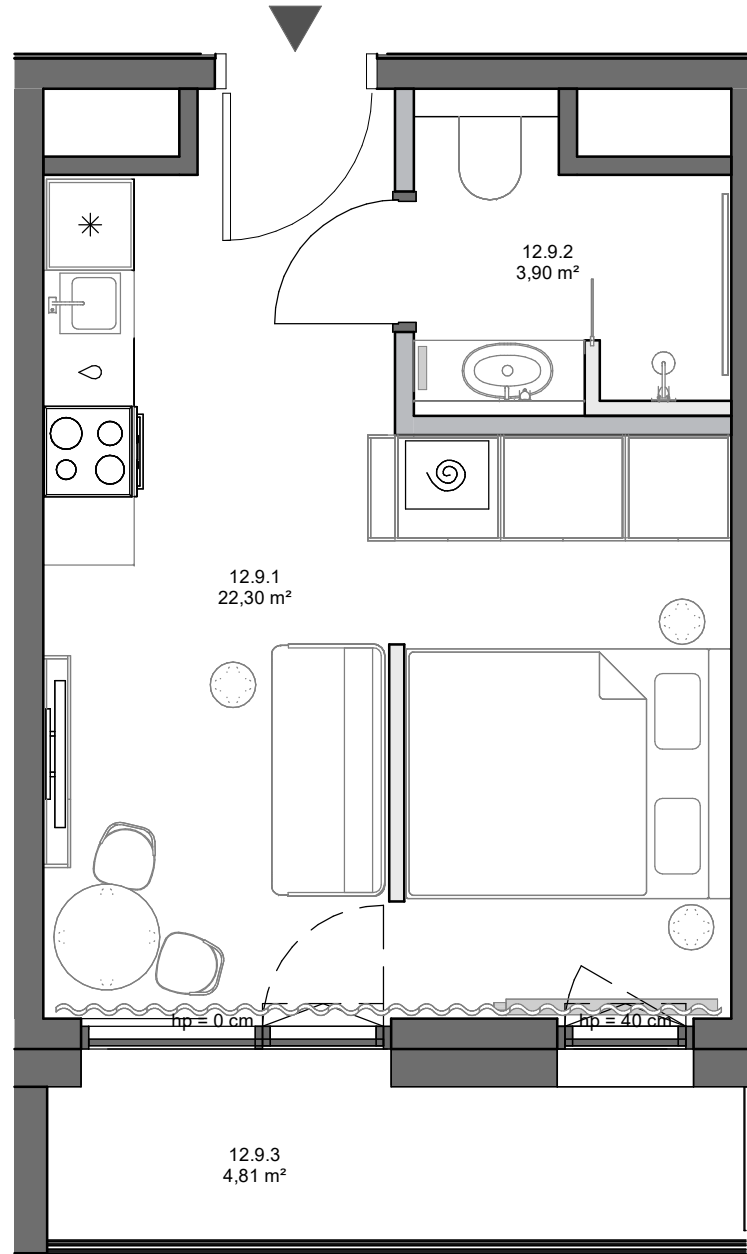 12.9.2
3,90 m²
12.9.1
22,30 m²
hp = 0 cm
hp = 40 cm
12.9.3
4,81 m²